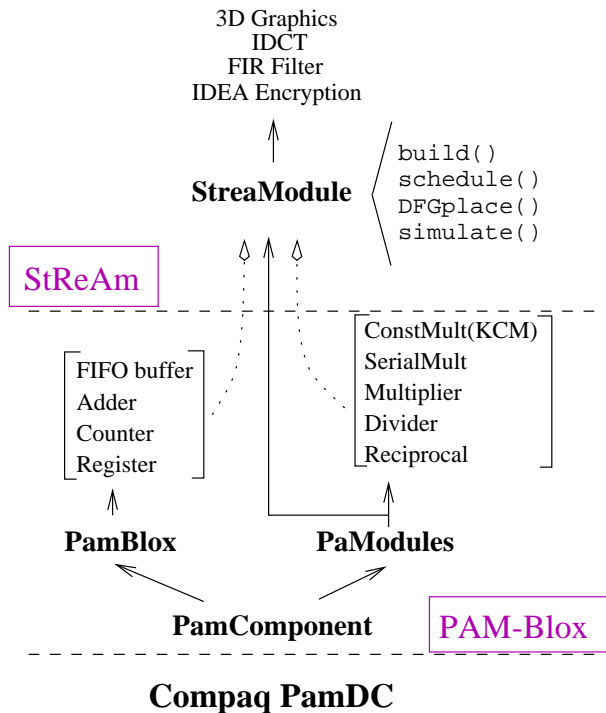 3D Graphics
IDCT
FIR Filter
IDEA Encryption
build()
schedule()
DFGplace()
simulate()
StreaModule
StReAm
FIFO buffer
Adder
Counter
Register
ConstMult(KCM)
SerialMult
Multiplier
Divider
Reciprocal
PamBlox
PaModules
PamComponent
PAM-Blox
Compaq PamDC